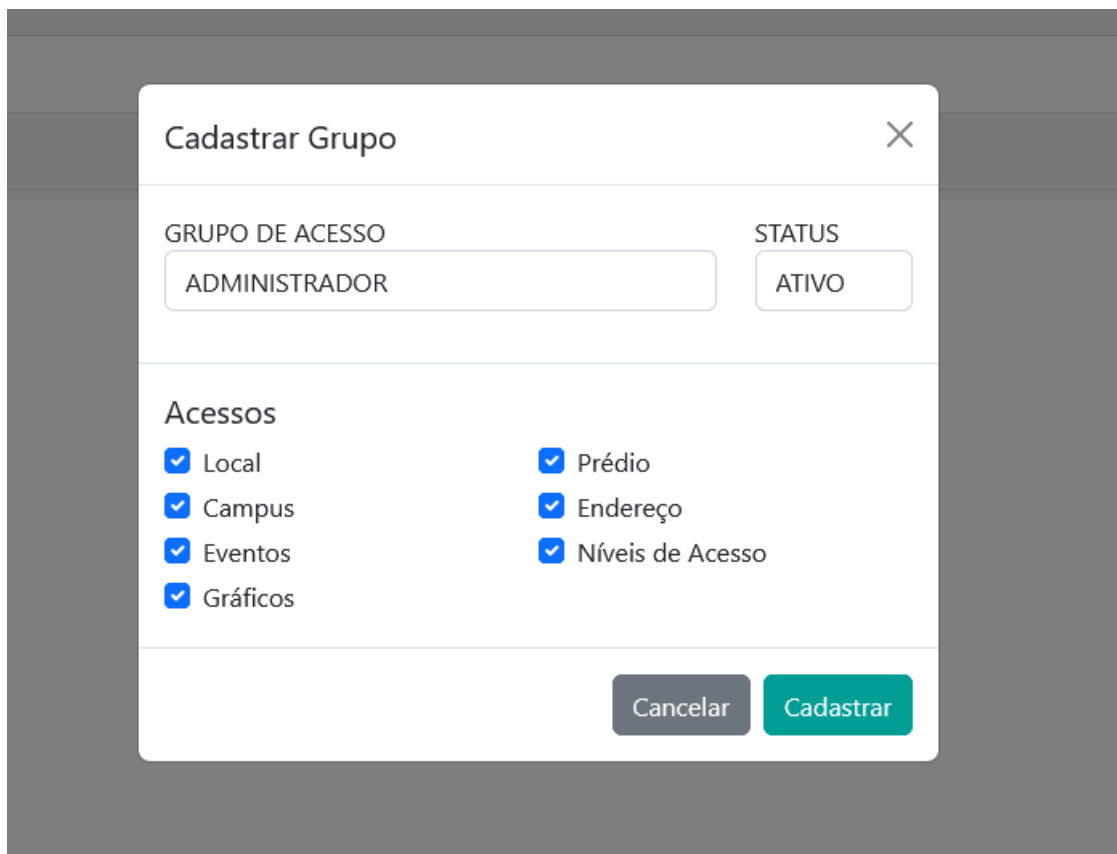 Cadastrar Grupo
GRUPO DE ACESSO STATUS
ADMINISTRADOR ATIVO
Acessos
Local Prédio
Campus Endereço
Eventos Níveis de Acesso
Gráficos
Cancelar Cadastrar